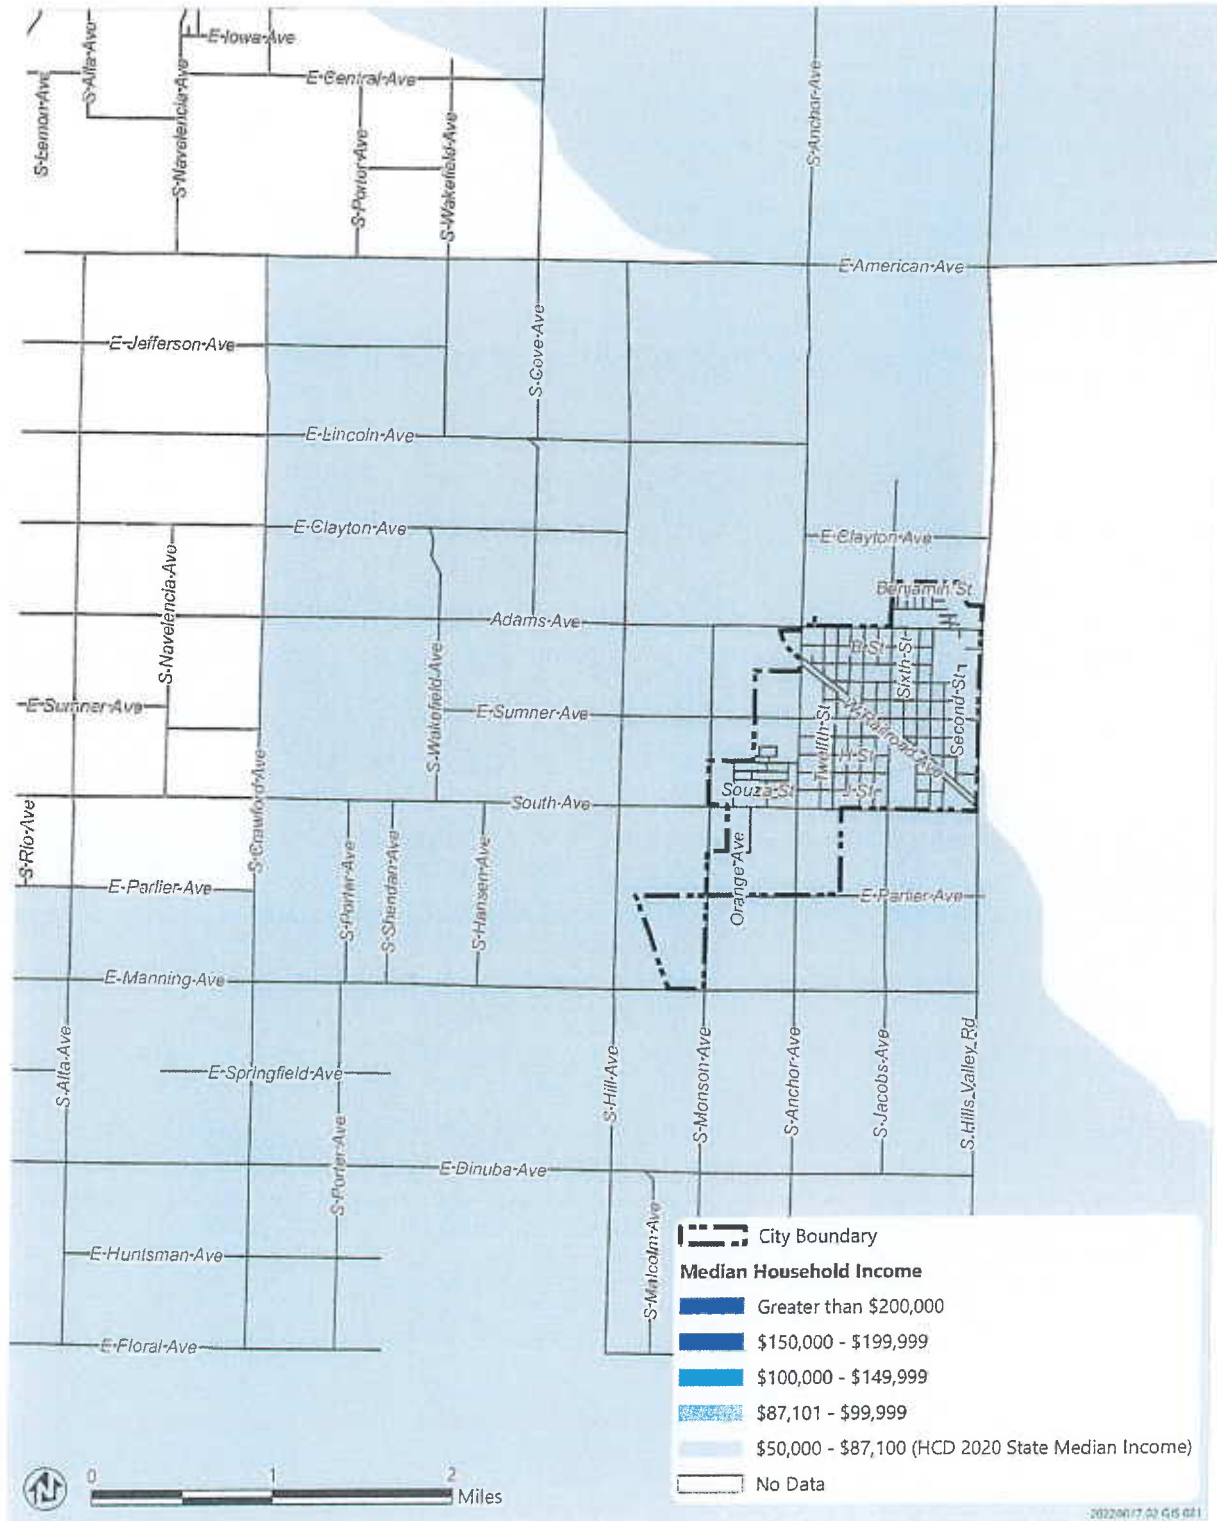 E-Iowa-Ave
E-Central-Ave
S-Alta-Ave
S-Lemon-Ave
S-Navelencia-Ave
S-Porter-Ave
S-Wakefield-Ave
S-Anchor-Ave
E-American-Ave
E-Jefferson-Ave
S-Cove-Ave
E-Lincoln-Ave
E-Clayton-Ave
E-Clayton-Ave
S-Navelencia-Ave
Benjamin St
Adams-Ave
B-St
Sixth-St
Second-St
S-Wakefield-Ave
E-Sumner-Ave
E-Sumner-Ave
Twelfth-St
W-Railroad-Ave
H-St
J-St
Souza-St
South-Ave
S-Crawford-Ave
S-Rio-Ave
S-Porter-Ave
S-Sheridan-Ave
S-Hansen-Ave
Orange-Ave
E-Parlier-Ave
E-Parlier-Ave
E-Manning-Ave
S-Alta-Ave
E-Springfield-Ave
S-Hill-Ave
S-Monson-Ave
S-Anchor-Ave
S-Jacobs-Ave
S.Hills.Valley.Rd
S-Porter-Ave
E-Dinuba-Ave
E-Huntsman-Ave
S-Malcolm-Ave
E-Floral-Ave
City Boundary
Median Household Income
Greater than $200,000
$150,000 - $199,999
$100,000 - $149,999
$87,101 - $99,999
$50,000 - $87,100 (HCD 2020 State Median Income)
No Data
0 1 2
Miles